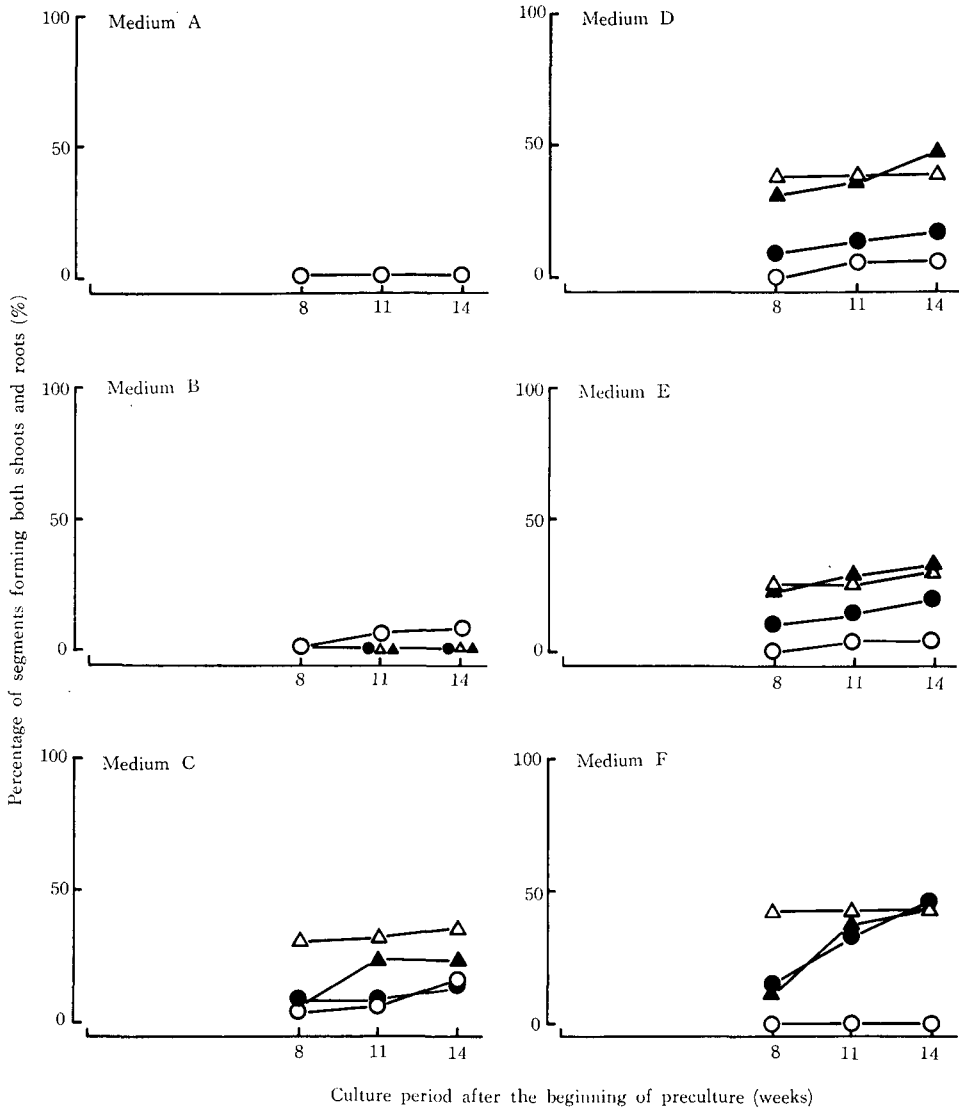 Percentage of segments forming both shoots and roots (%)
Medium A
100
50
0
8 11 14
Medium B
100
50
0
8 11 14
Medium C
100
50
0
8 11 14
Medium D
100
50
0
8 11 14
Medium E
100
50
0
8 11 14
Medium F
100
50
0
8 11 14
Culture period after the beginning of preculture (weeks)